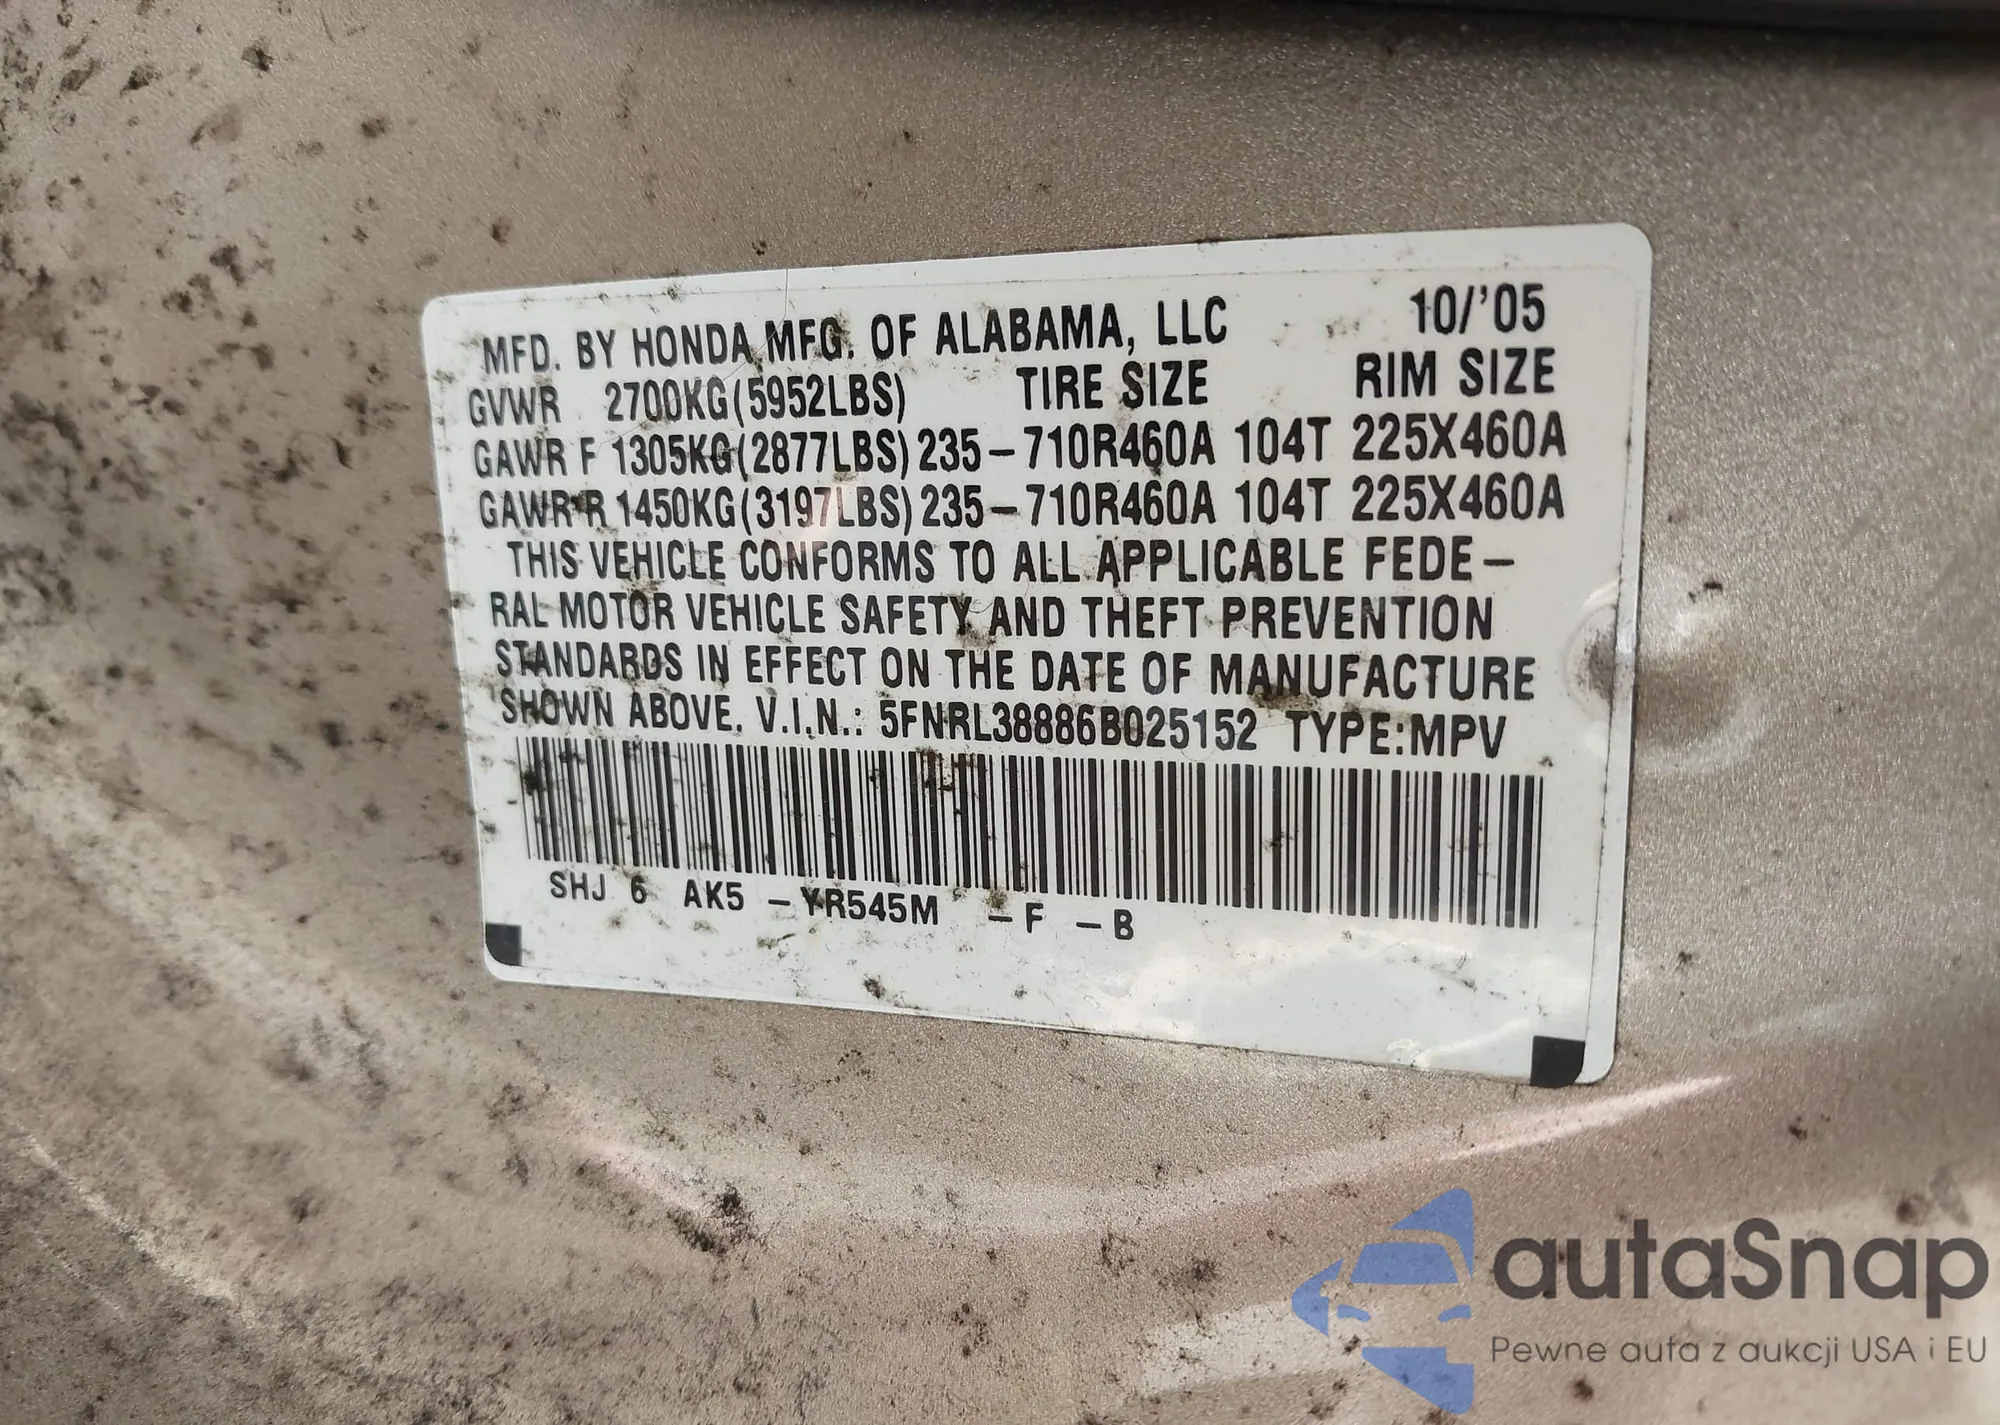 MFD. BY HONDA MFG. OF ALABAMA, LLC 10/'05
GVWR 2700KG(5952LBS) TIRE SIZE RIM SIZE
GAWR F 1305KG(2877LBS) 235-710R460A 104T 225X460A
GAWR R 1450KG(3197LBS) 235-710R460A 104T 225X460A
THIS VEHICLE CONFORMS TO ALL APPLICABLE FEDE-
RAL MOTOR VEHICLE SAFETY AND THEFT PREVENTION
STANDARDS IN EFFECT ON THE DATE OF MANUFACTURE
SHOWN ABOVE. V.I.N.: 5FNRL38886B025152 TYPE:MPV
SHJ 6 AK5 -YR545M -F -B
autaSnap
Pewne auta z aukcji USA i EU